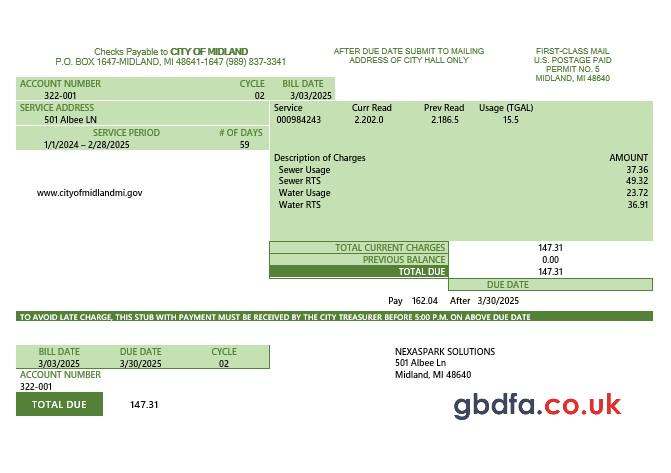 Checks Payable to CITY OF MIDLAND
P.O. BOX 1647-MIDLAND, MI 48641-1647 (989) 837-3341
AFTER DUE DATE SUBMIT TO MAILING
ADDRESS OF CITY HALL ONLY
FIRST-CLASS MAIL
U.S. POSTAGE PAID
PERMIT NO. 5
MIDLAND, MI 48640
ACCOUNT NUMBER CYCLE BILL DATE
322-001 02 3/03/2025
SERVICE ADDRESS
501 Albee LN
SERVICE PERIOD # OF DAYS
1/1/2024 – 2/28/2025 59
Service Curr Read Prev Read Usage (TGAL)
000984243 2.202.0 2.186.5 15.5
Description of Charges AMOUNT
Sewer Usage 37.36
Sewer RTS 49.32
Water Usage 23.72
Water RTS 36.91
www.cityofmidlandmi.gov
TOTAL CURRENT CHARGES 147.31
PREVIOUS BALANCE 0.00
TOTAL DUE 147.31
DUE DATE
Pay 162.04 After 3/30/2025
TO AVOID LATE CHARGE, THIS STUB WITH PAYMENT MUST BE RECEIVED BY THE CITY TREASURER BEFORE 5:00 P.M. ON ABOVE DUE DATE
BILL DATE DUE DATE CYCLE
3/03/2025 3/30/2025 02
ACCOUNT NUMBER
322-001
TOTAL DUE 147.31
NEXASPARK SOLUTIONS
501 Albee Ln
Midland, MI 48640
gbdfa.co.uk